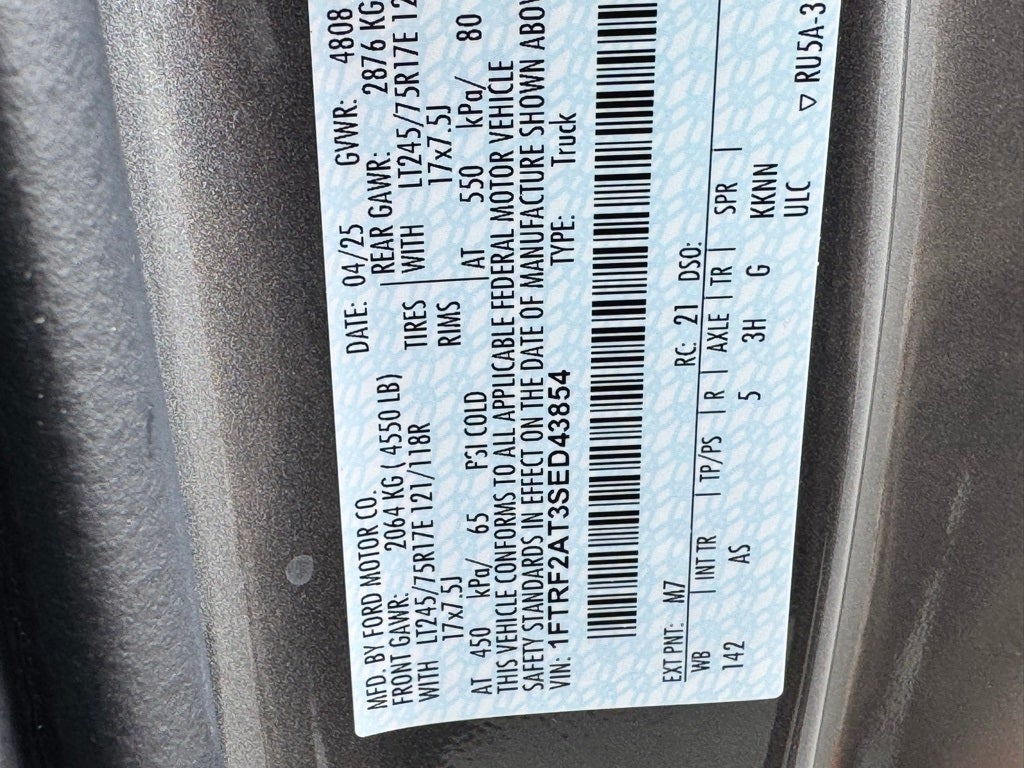 MFD. BY FORD MOTOR CO.
DATE: 04/25 GVWR: 4808
FRONT GAWR: 2064 KG ( 4550 LB) REAR GAWR: 2876 KG
WITH LT245/75R17E 121/118R TIRES WITH LT245/75R17E 12
17x7.5J RIMS 17x7.5J
AT 450 kPa/ 65 PSI COLD AT 550 kPa/ 80
THIS VEHICLE CONFORMS TO ALL APPLICABLE FEDERAL MOTOR VEHICLE
SAFETY STANDARDS IN EFFECT ON THE DATE OF MANUFACTURE SHOWN ABOV
VIN: 1FTRF2AT3SED43854 TYPE: Truck
EXT PNT: M7 RC: 21 DSO:
WB | INT TR | TP/PS | R | AXLE | TR | SPR |
142 AS 5 3H G KKNN
ULC
▽ RU5A-3